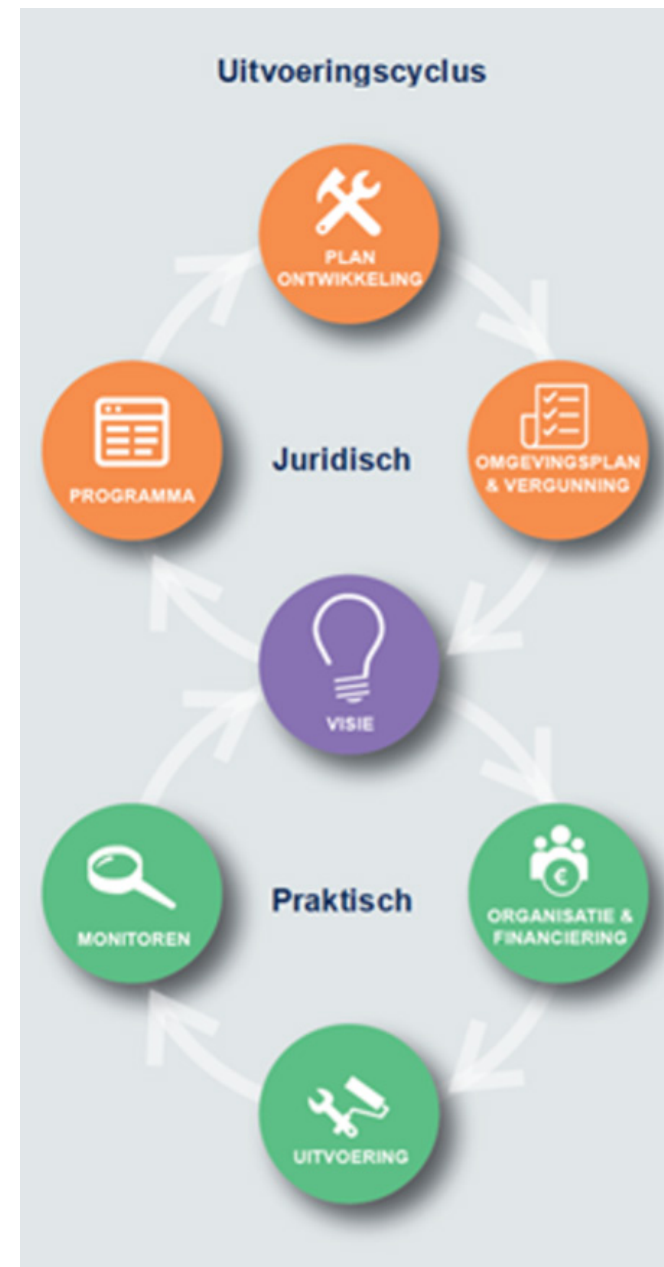 Uitvoeringscyclus
PLAN
ONTWIKKELING
PROGRAMMA
Juridisch
OMGEVINGSPLAN
& VERGUNNING
VISIE
MONITOREN
Praktisch
€
ORGANISATIE &
FINANCIERING
UITVOERING